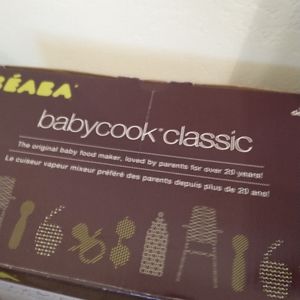 BÉABA
babycook® classic
The original baby food maker, loved by parents for over 20 years!
Le cuiseur vapeur mixeur préféré des parents depuis plus de 20 ans!